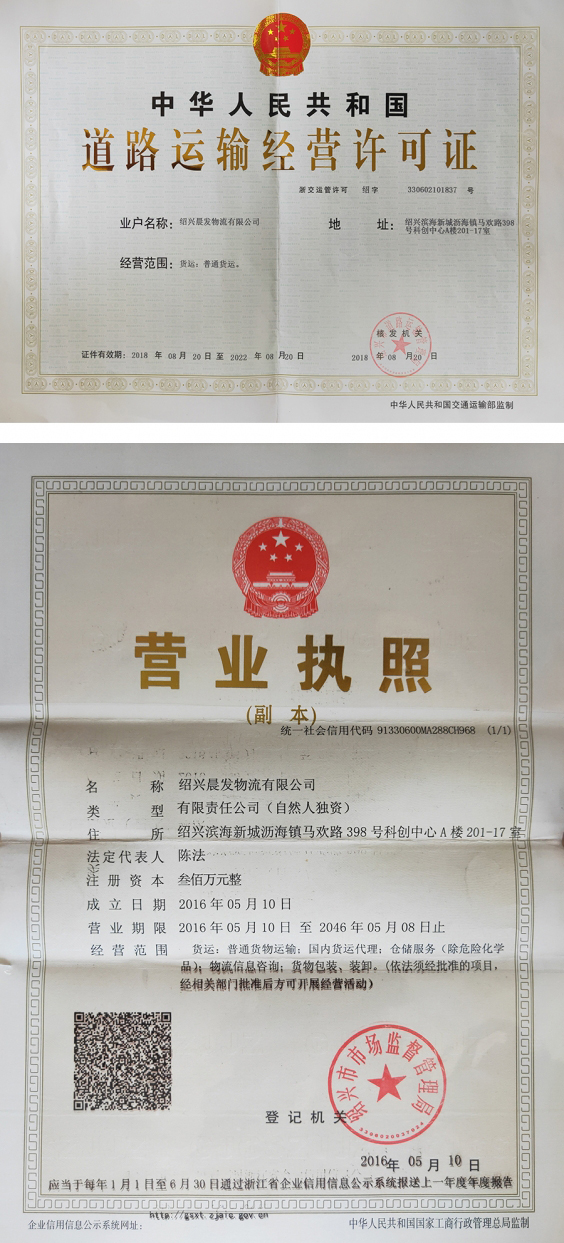 中华人民共和国
道路运输经营许可证
浙交运管许可 绍字 330602101837 号
业户名称: 绍兴晨发物流有限公司
地 址: 绍兴滨海新城沥海镇马欢路398
号科创中心A楼201-17室
经营范围: 货运: 普通货运。
核发机关
证件有效期: 2018 年 08 月 20 日 至 2022 年 08 月 20 日
2018 年 08 月 20 日
中华人民共和国交通运输部监制
营业执照
(副 本)
统一社会信用代码 91330600MA288CH968 (1/1)
名 称 绍兴晨发物流有限公司
类 型 有限责任公司（自然人独资）
住 所 绍兴滨海新城沥海镇马欢路 398 号科创中心 A 楼 201-17 室
法定代表人 陈法
注册资本 叁佰万元整
成立日期 2016 年 05 月 10 日
营业期限 2016 年 05 月 10 日 至 2046 年 05 月 08 日止
经营范围 货运: 普通货物运输; 国内货运代理; 仓储服务（除危险化学
品）; 物流信息咨询; 货物包装、装卸。（依法须经批准的项目,
经相关部门批准后方可开展经营活动）
绍兴市市场监督管理局
登记机关
2016年 05月 10日
应当于每年 1 月 1 日至 6 月 30 日通过浙江省企业信用信息公示系统报送上一年度年度报告
企业信用信息公示系统网址: http://gsxt.zjaic.gov.cn
中华人民共和国国家工商行政管理总局监制